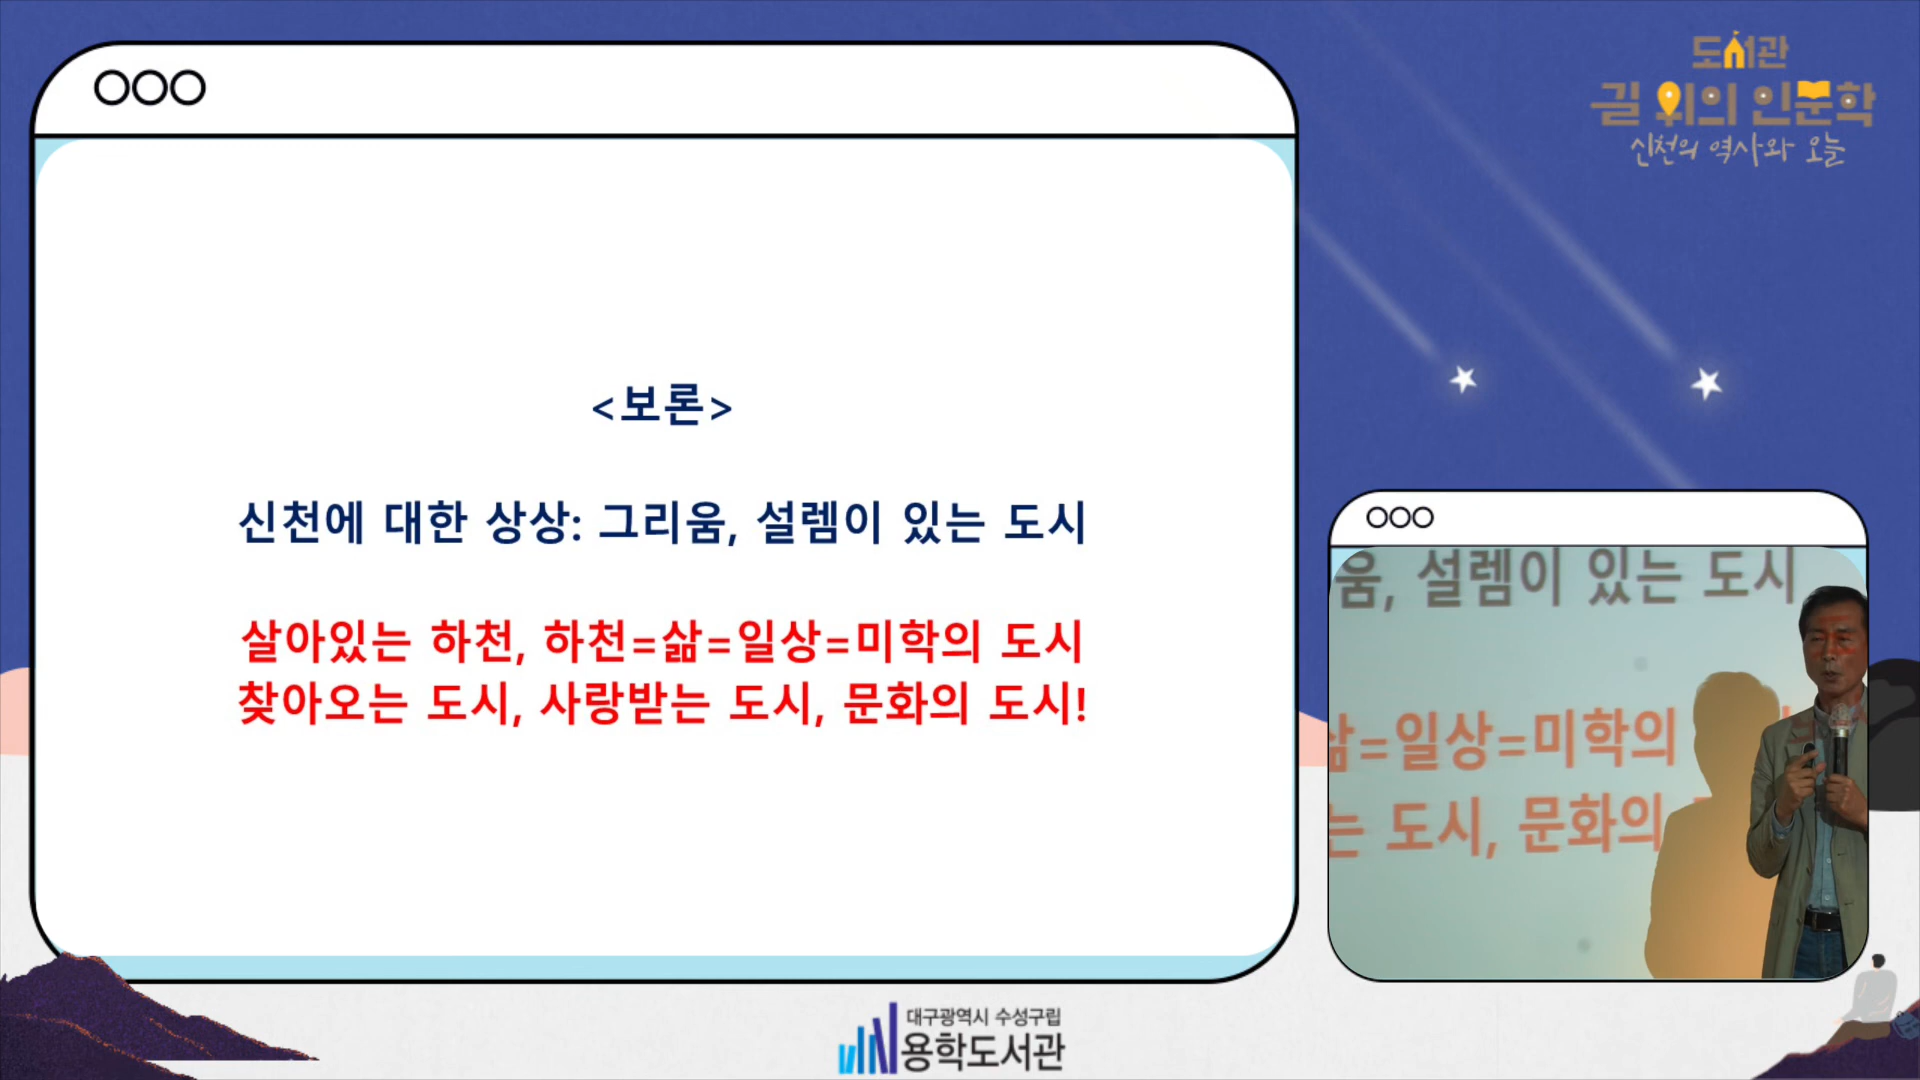 도서관
길 위의 인문학
신천의 역사와 오늘
<보론>
신천에 대한 상상: 그리움, 설렘이 있는 도시
살아있는 하천, 하천=삶=일상=미학의 도시
찾아오는 도시, 사랑받는 도시, 문화의 도시!
움, 설렘이 있는 도시
삶=일상=미학의
는 도시, 문화의
대구광역시 수성구립
용학도서관